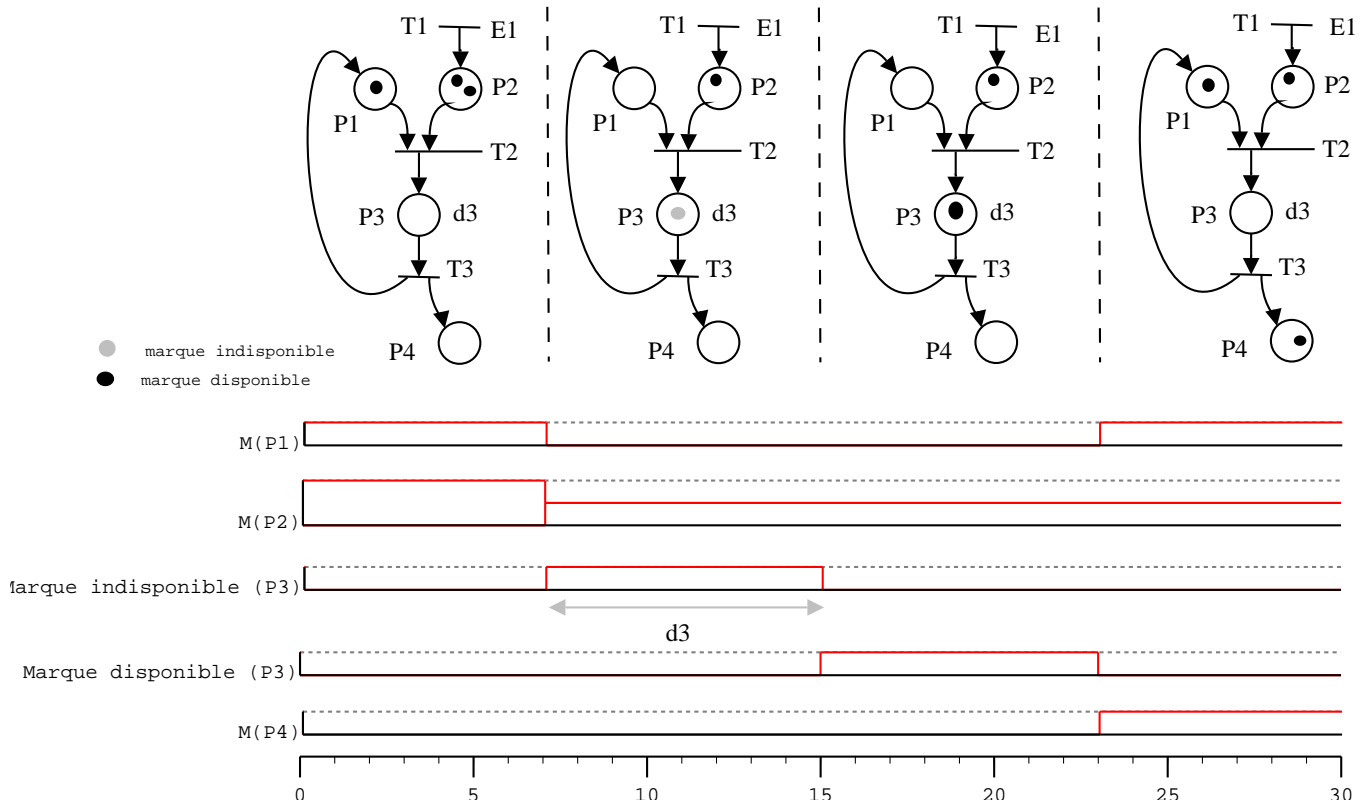 T1 E1 T1 E1 T1 E1 T1 E1
P2 P2 P2 P2
P1 P1 P1 P1
T2 T2 T2 T2
P3 d3 P3 d3 P3 d3 P3 d3
T3 T3 T3 T3
P4 P4 P4 P4
marque indisponible
marque disponible
M(P1)
M(P2)
Marque indisponible (P3)
d3
Marque disponible (P3)
M(P4)
0 5 10 15 20 25 30